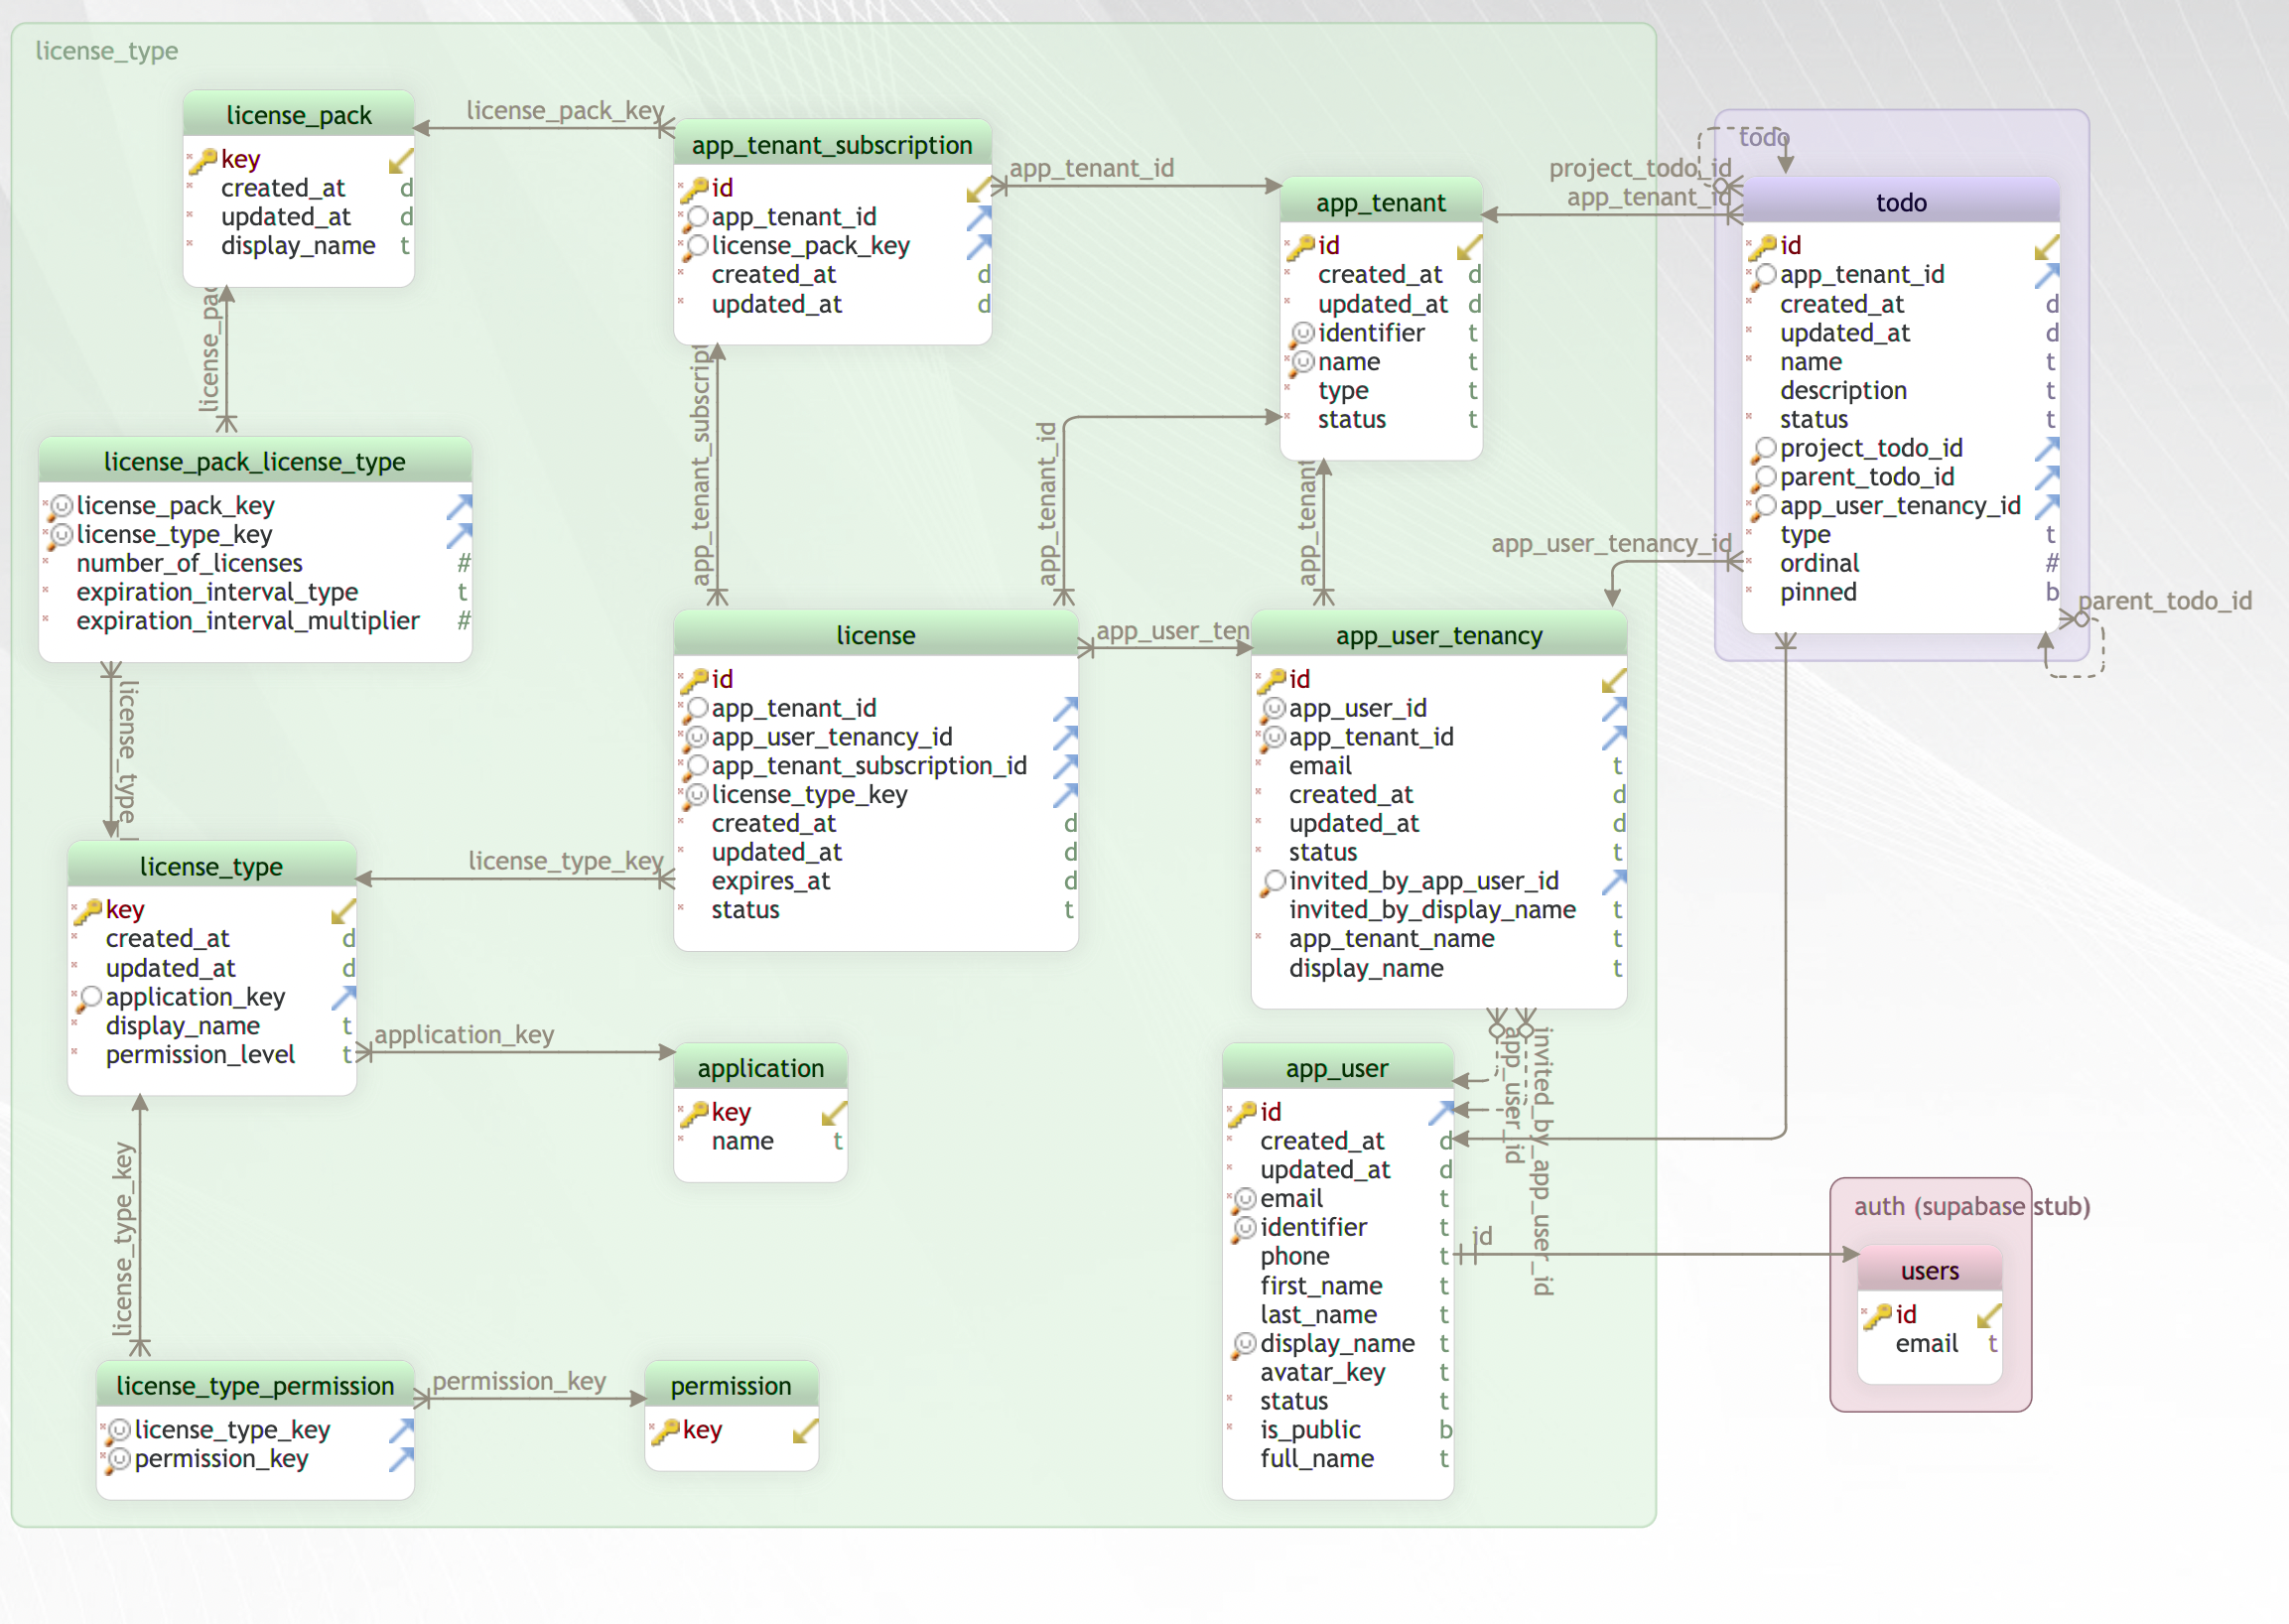 license_type
license_pack
key
created_at d
updated_at d
display_name t
license_pack_key
app_tenant_subscription
id
app_tenant_id
license_pack_key
created_at d
updated_at d
app_tenant_id
app_tenant
id
created_at d
updated_at d
identifier t
name t
type t
status t
project_todo_id
app_tenant_id
todo
todo
id
app_tenant_id
created_at d
updated_at d
name t
description t
status t
project_todo_id
parent_todo_id
app_user_tenancy_id
type t
ordinal #
pinned b
parent_todo_id
app_user_tenancy_id
license_pac
license_pack_license_type
license_pack_key
license_type_key
number_of_licenses #
expiration_interval_type t
expiration_interval_multiplier #
app_tenant_subscript
app_tenant_id
app_tenant
license_type_
license
id
app_tenant_id
app_user_tenancy_id
app_tenant_subscription_id
license_type_key
created_at d
updated_at d
expires_at d
status t
app_user_ten
app_user_tenancy
id
app_user_id
app_tenant_id
email t
created_at d
updated_at d
status t
invited_by_app_user_id
invited_by_display_name t
app_tenant_name t
display_name t
license_type_key
license_type
key
created_at d
updated_at d
application_key
display_name t
permission_level t
application_key
application
key
name t
app_user_id
invited_by_app_user_id
app_user
id
created_at d
updated_at d
email t
identifier t
phone t
first_name t
last_name t
display_name t
avatar_key t
status t
is_public b
full_name t
id
auth (supabase stub)
users
id
email t
license_type_key
license_type_permission
license_type_key
permission_key
permission_key
permission
key